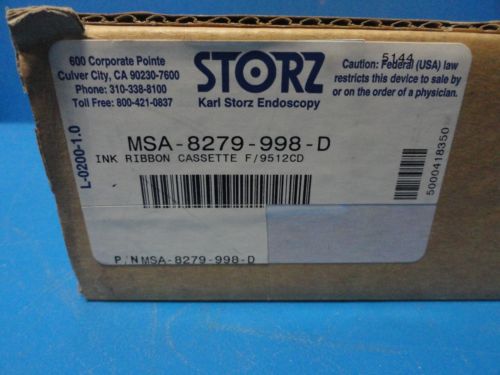 600 Corporate Pointe
Culver City, CA 90230-7600
Phone: 310-338-8100
Toll Free: 800-421-0837
STORZ
Karl Storz Endoscopy
5144
Caution: Federal (USA) law
restricts this device to sale by
or on the order of a physician.
L-0200-1.0
MSA-8279-998-D
INK RIBBON CASSETTE F/9512CD
5000418350
P/N MSA-8279-998-D